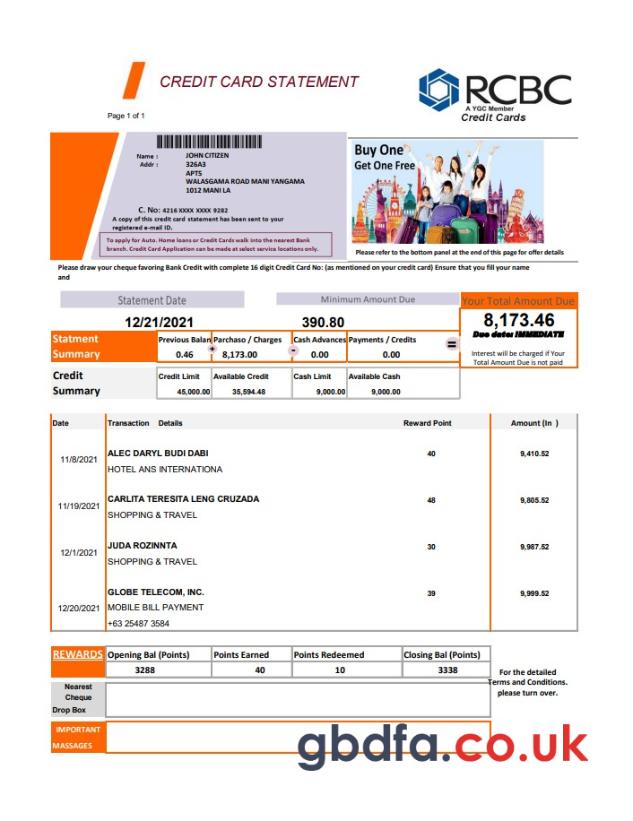 CREDIT CARD STATEMENT
RCBC
A YGC Member
Credit Cards
Page 1 of 1
Name : JOHN CITIZEN
Addr : 326A3
APTS
WALASGAMA ROAD MANI YANGAMA
1012 MANI LA
C. No: 4216 XXXX XXXX 9282
A copy of this credit card statement has been sent to your
registered e-mail ID.
To apply for Auto. Home loans or Credit Cards walk into the nearest Bank
branch. Credit Card Application can be made at select service locations only.
Buy One
Get One Free
Please refer to the bottom panel at the end of this page for offer details
Please draw your cheque favoring Bank Credit with complete 16 digit Credit Card No: (as mentioned on your credit card) Ensure that you fill your name
and
Statement Date Minimum Amount Due Your Total Amount Due
12/21/2021 390.80 8,173.46
Due date: IMMEDIATE
Interest will be charged if Your
Total Amount Due is not paid
Statment
Summary
Previous Balan Parchaso / Charges Cash Advances Payments / Credits
0.46 + 8,173.00 - 0.00 0.00 =
Credit
Summary
Credit Limit Available Credit Cash Limit Available Cash
45,000.00 35,594.48 9,000.00 9,000.00
Date Transaction Details Reward Point Amount (In )
11/8/2021 ALEC DARYL BUDI DABI 40 9,410.52
HOTEL ANS INTERNATIONA
11/19/2021 CARLITA TERESITA LENG CRUZADA 48 9,805.52
SHOPPING & TRAVEL
12/1/2021 JUDA ROZINNTA 30 9,987.52
SHOPPING & TRAVEL
GLOBE TELECOM, INC. 39 9,999.52
12/20/2021 MOBILE BILL PAYMENT
+63 25487 3584
REWARDS Opening Bal (Points) Points Earned Points Redeemed Closing Bal (Points)
3288 40 10 3338
For the detailed
Terms and Conditions.
please turn over.
Nearest
Cheque
Drop Box
IMPORTANT
MASSAGES
gbdfa.co.uk